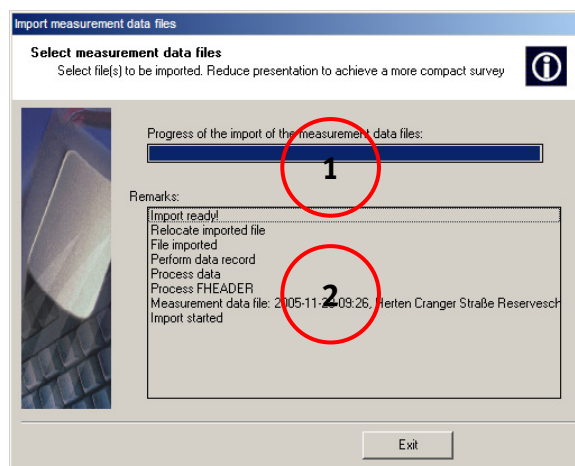 Import measurement data files
Select measurement data files
Select file(s) to be imported. Reduce presentation to achieve a more compact survey
Progress of the import of the measurement data files:
1
Remarks:
Import ready!
Relocate imported file
File imported
Perform data record
Process data
Process FHEADER
Measurement data file: 2005-11-23-09:26, Herten Cranger Straße Reservesch
Import started
2
Exit